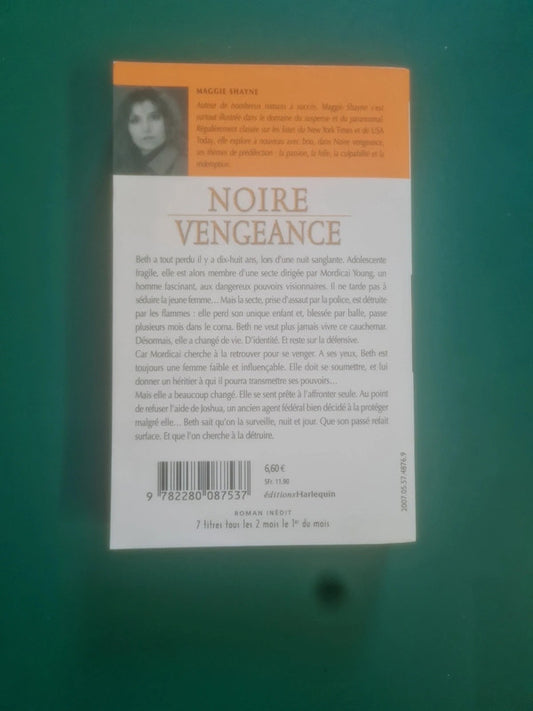 MAGGIE SHAYNE
Auteur de nombreux romans à succès, Maggie Shayne s'est
surtout illustrée dans le domaine du suspense et du paranormal.
Régulièrement classée sur les listes du New York Times et de USA
Today, elle explore à nouveau avec brio, dans Noire vengeance,
ses thèmes de prédilection : la passion, la folie, la culpabilité et la
rédemption.
NOIRE
VENGEANCE
Beth a tout perdu il y a dix-huit ans, lors d'une nuit sanglante. Adolescente
fragile, elle est alors membre d'une secte dirigée par Mordicai Young, un
homme fascinant, aux dangereux pouvoirs visionnaires. Il ne tarde pas à
séduire la jeune femme... Mais la secte, prise d'assaut par la police, est détruite
par les flammes : elle perd son unique enfant et, blessée par balle, passe
plusieurs mois dans le coma. Beth ne veut plus jamais vivre ce cauchemar.
Désormais, elle a changé de vie. D'identité. Et reste sur la défensive.
Car Mordicai cherche à la retrouver pour se venger. A ses yeux, Beth est
toujours une femme faible et influençable. Elle doit se soumettre, et lui
donner un héritier à qui il pourra transmettre ses pouvoirs...
Mais elle a beaucoup changé. Elle se sent prête à l'affronter seule. Au point
de refuser l'aide de Joshua, un ancien agent fédéral bien décidé à la protéger
malgré elle... Beth sait qu'on la surveille, nuit et jour. Que son passé refait
surface. Et que l'on cherche à la détruire.
6,60 €
SFr. 11.90
éditionsHarlequin
9 782280 087537
ROMAN INÉDIT
7 titres tous les 2 mois le 1er du mois
2007.05.57.4876.9